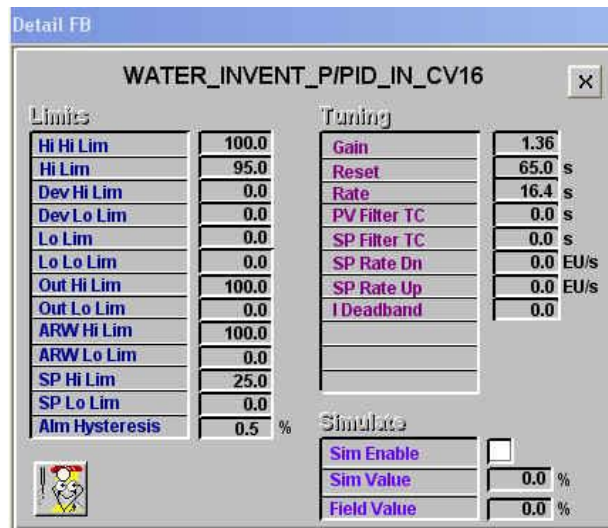 Detail FB
WATER_INVENT_P/PID_IN_CV16
Limits
Hi Hi Lim 100.0
Hi Lim 95.0
Dev Hi Lim 0.0
Dev Lo Lim 0.0
Lo Lim 0.0
Lo Lo Lim 0.0
Out Hi Lim 100.0
Out Lo Lim 0.0
ARW Hi Lim 100.0
ARW Lo Lim 0.0
SP Hi Lim 25.0
SP Lo Lim 0.0
Alm Hysteresis 0.5 %
Tuning
Gain 1.36
Reset 65.0 s
Rate 16.4 s
PV Filter TC 0.0 s
SP Filter TC 0.0 s
SP Rate Dn 0.0 EU/s
SP Rate Up 0.0 EU/s
I Deadband 0.0
Simulate
Sim Enable
Sim Value 0.0 %
Field Value 0.0 %